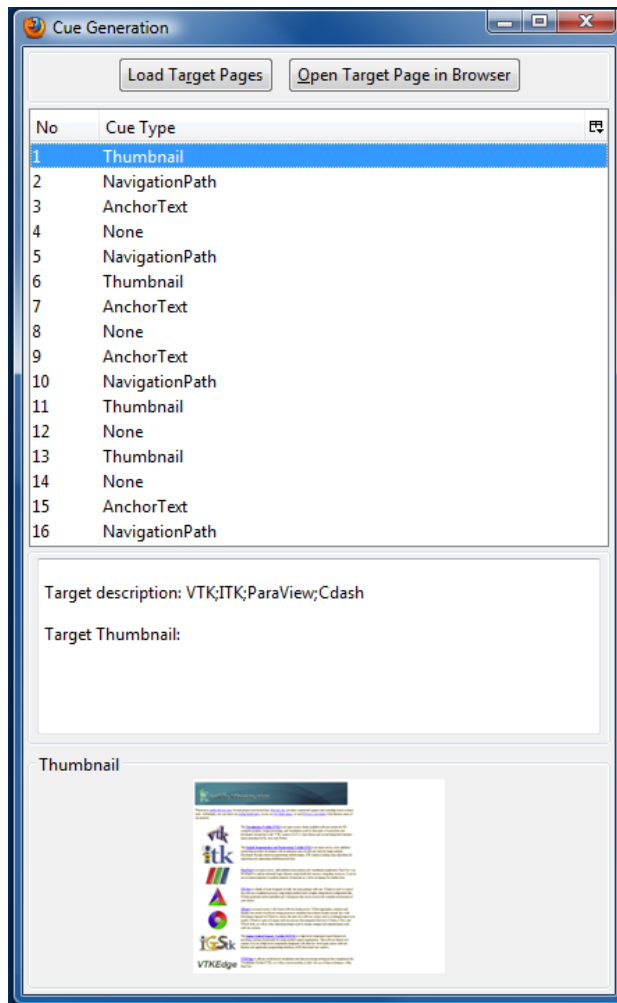 Cue Generation
Load Target Pages Open Target Page in Browser
No Cue Type
1 Thumbnail
2 NavigationPath
3 AnchorText
4 None
5 NavigationPath
6 Thumbnail
7 AnchorText
8 None
9 AnchorText
10 NavigationPath
11 Thumbnail
12 None
13 Thumbnail
14 None
15 AnchorText
16 NavigationPath
Target description: VTK;ITK;ParaView;Cdash
Target Thumbnail:
Thumbnail
vtk
itk
iGStk
VTKEdge